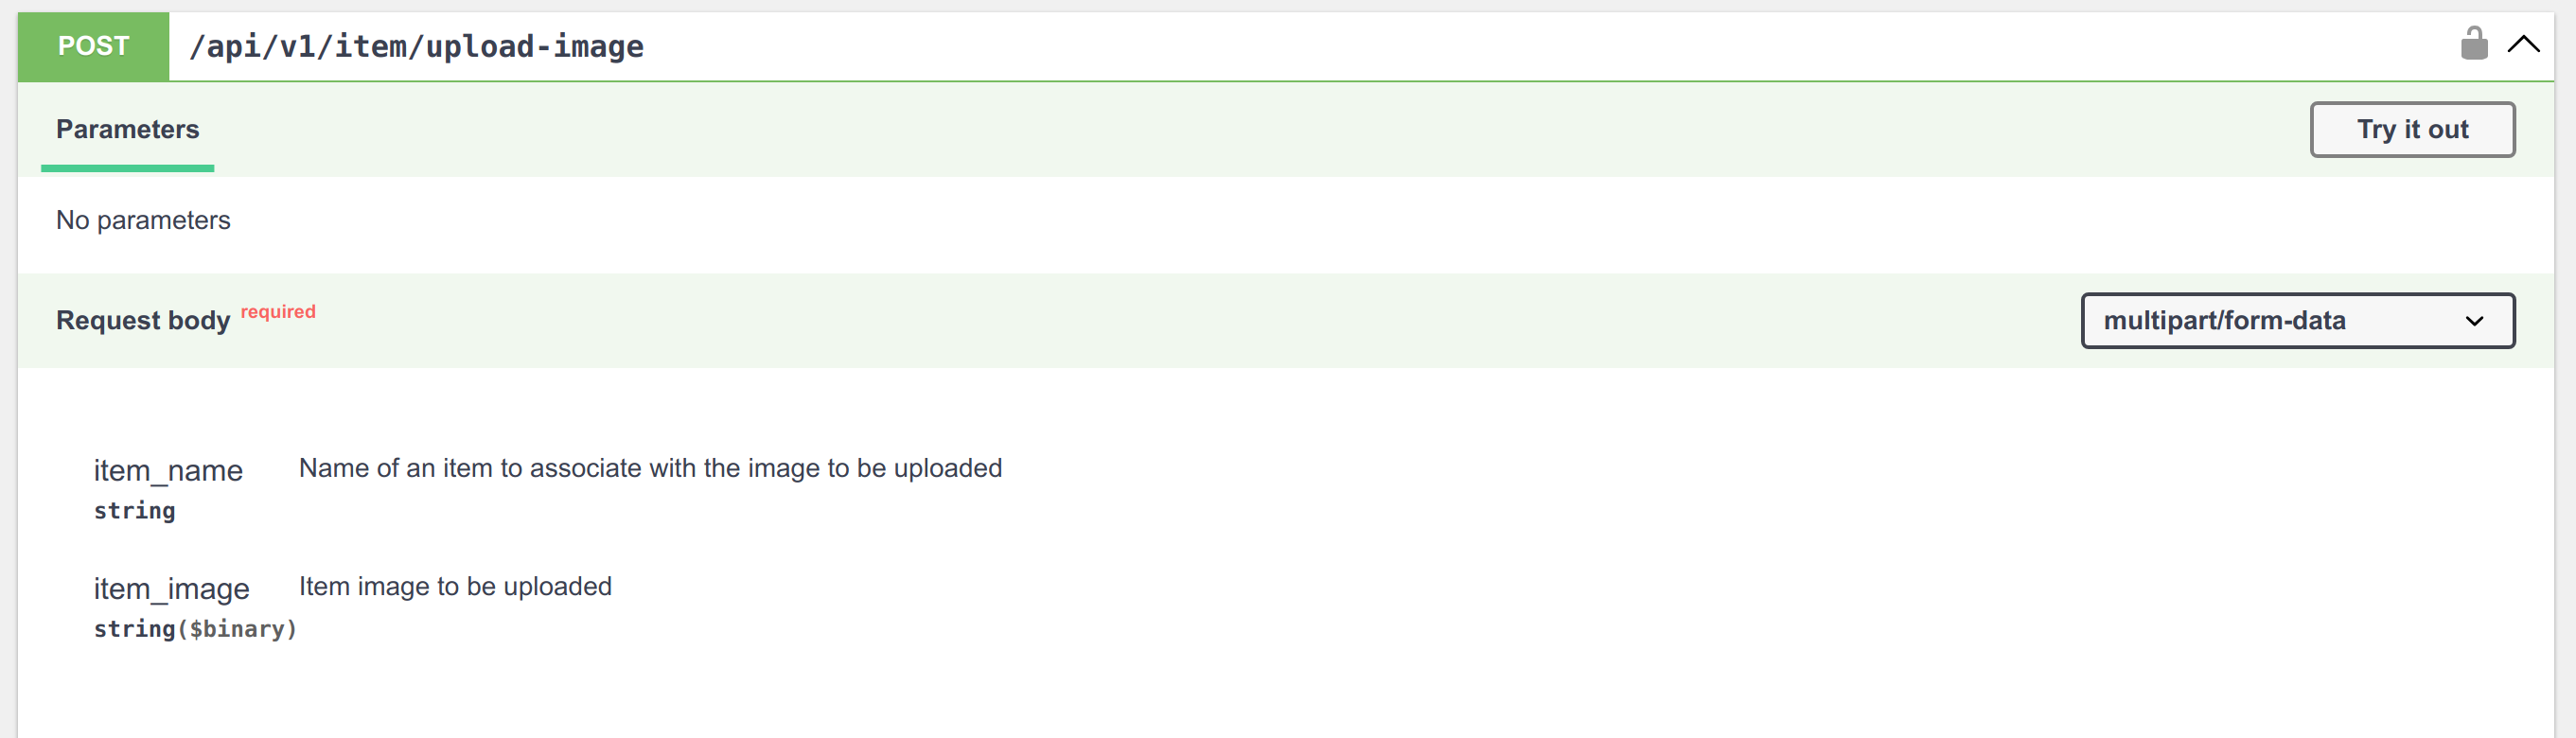 POST /api/v1/item/upload-image
Parameters
Try it out
No parameters
Request body required
multipart/form-data
item_name
Name of an item to associate with the image to be uploaded
string
item_image
Item image to be uploaded
string($binary)